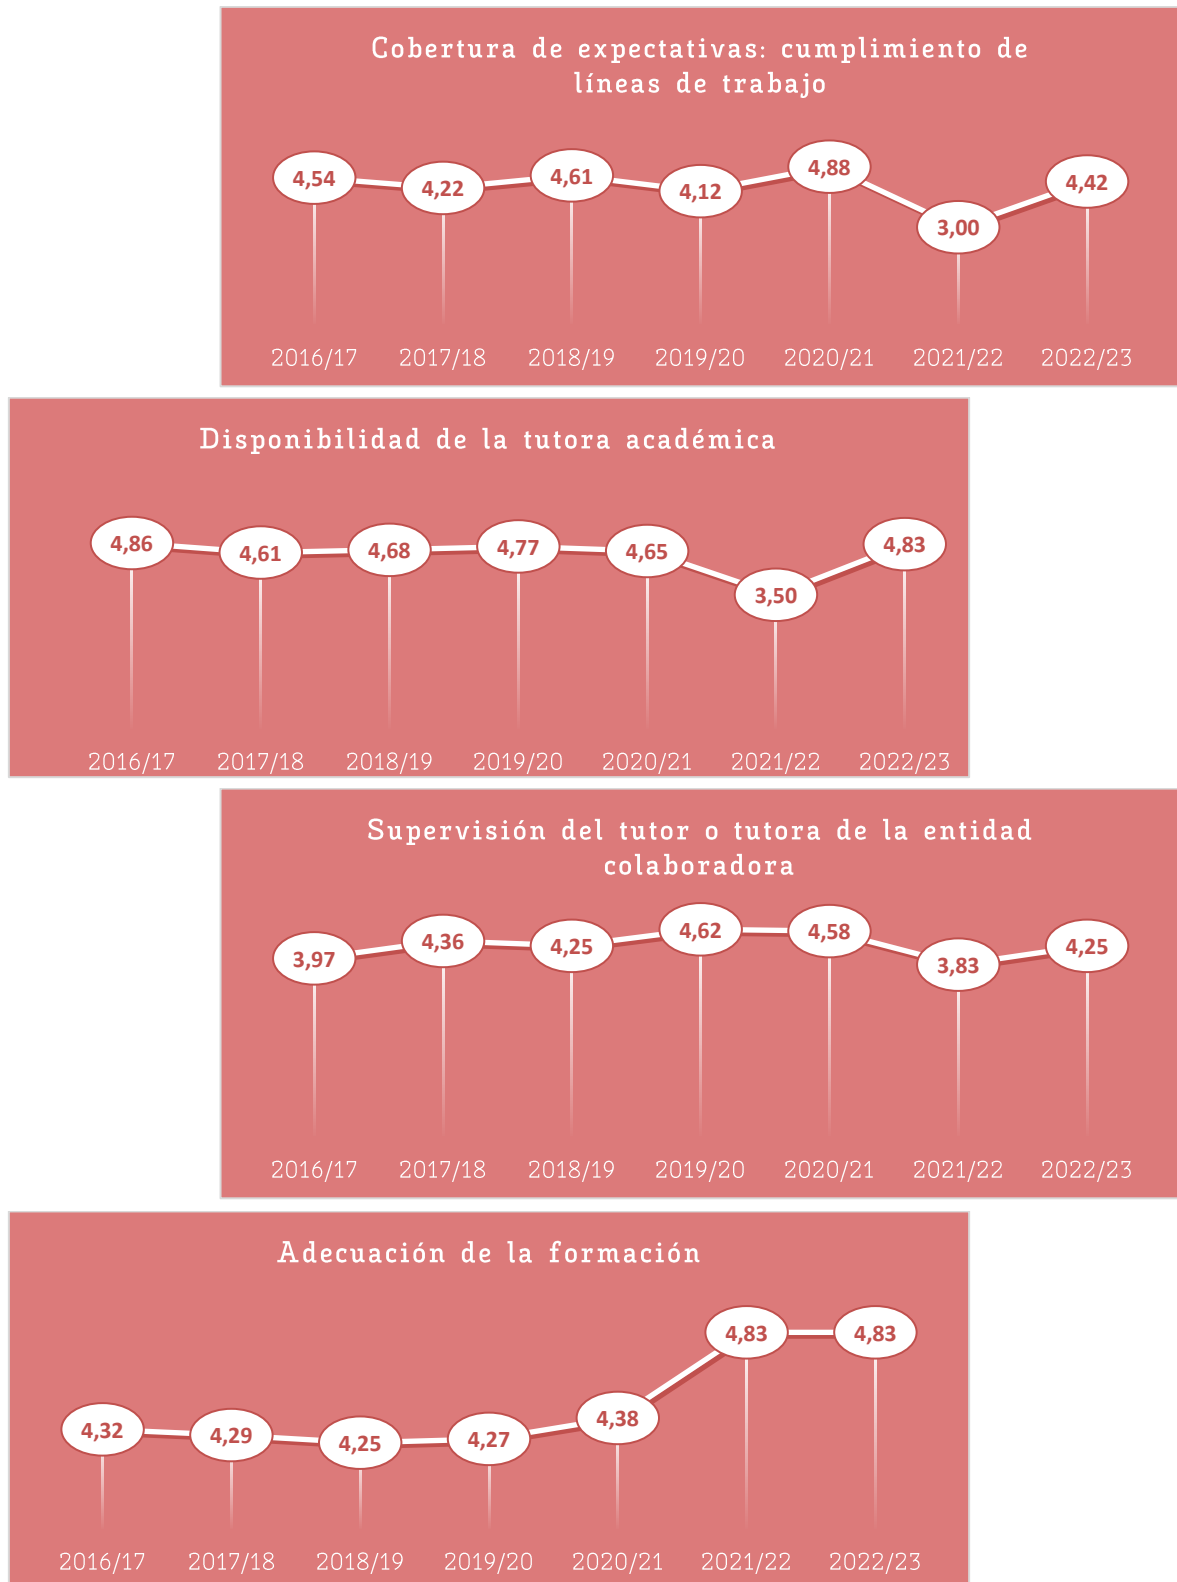 Cobertura de expectativas: cumplimiento de
líneas de trabajo
4,54 4,22 4,61 4,12 4,88 3,00 4,42
2016/17 2017/18 2018/19 2019/20 2020/21 2021/22 2022/23
Disponibilidad de la tutora académica
4,86 4,61 4,68 4,77 4,65 3,50 4,83
2016/17 2017/18 2018/19 2019/20 2020/21 2021/22 2022/23
Supervisión del tutor o tutora de la entidad
colaboradora
3,97 4,36 4,25 4,62 4,58 3,83 4,25
2016/17 2017/18 2018/19 2019/20 2020/21 2021/22 2022/23
Adecuación de la formación
4,32 4,29 4,25 4,27 4,38 4,83 4,83
2016/17 2017/18 2018/19 2019/20 2020/21 2021/22 2022/23